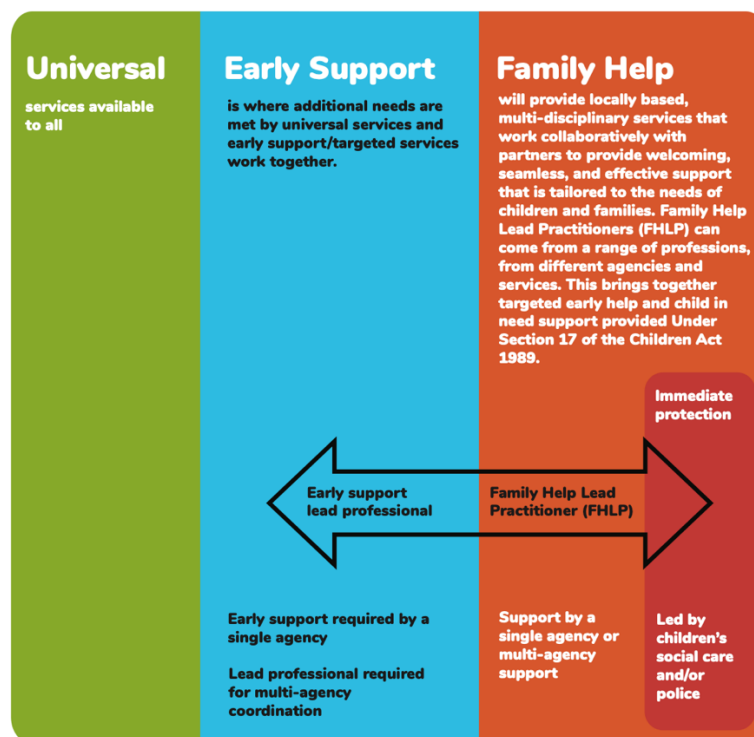 Universal
services available
to all
Early Support
is where additional needs are
met by universal services and
early support/targeted services
work together.
Family Help
will provide locally based,
multi-disciplinary services that
work collaboratively with
partners to provide welcoming,
seamless, and effective support
that is tailored to the needs of
children and families. Family Help
Lead Practitioners (FHLP) can
come from a range of professions,
from different agencies and
services. This brings together
targeted early help and child in
need support provided Under
Section 17 of the Children Act
1989.
Immediate
protection
Early support
lead professional
Family Help Lead
Practitioner (FHLP)
Early support required by a
single agency
Lead professional required
for multi-agency
coordination
Support by a
single agency or
multi-agency
support
Led by
children’s
social care
and/or
police